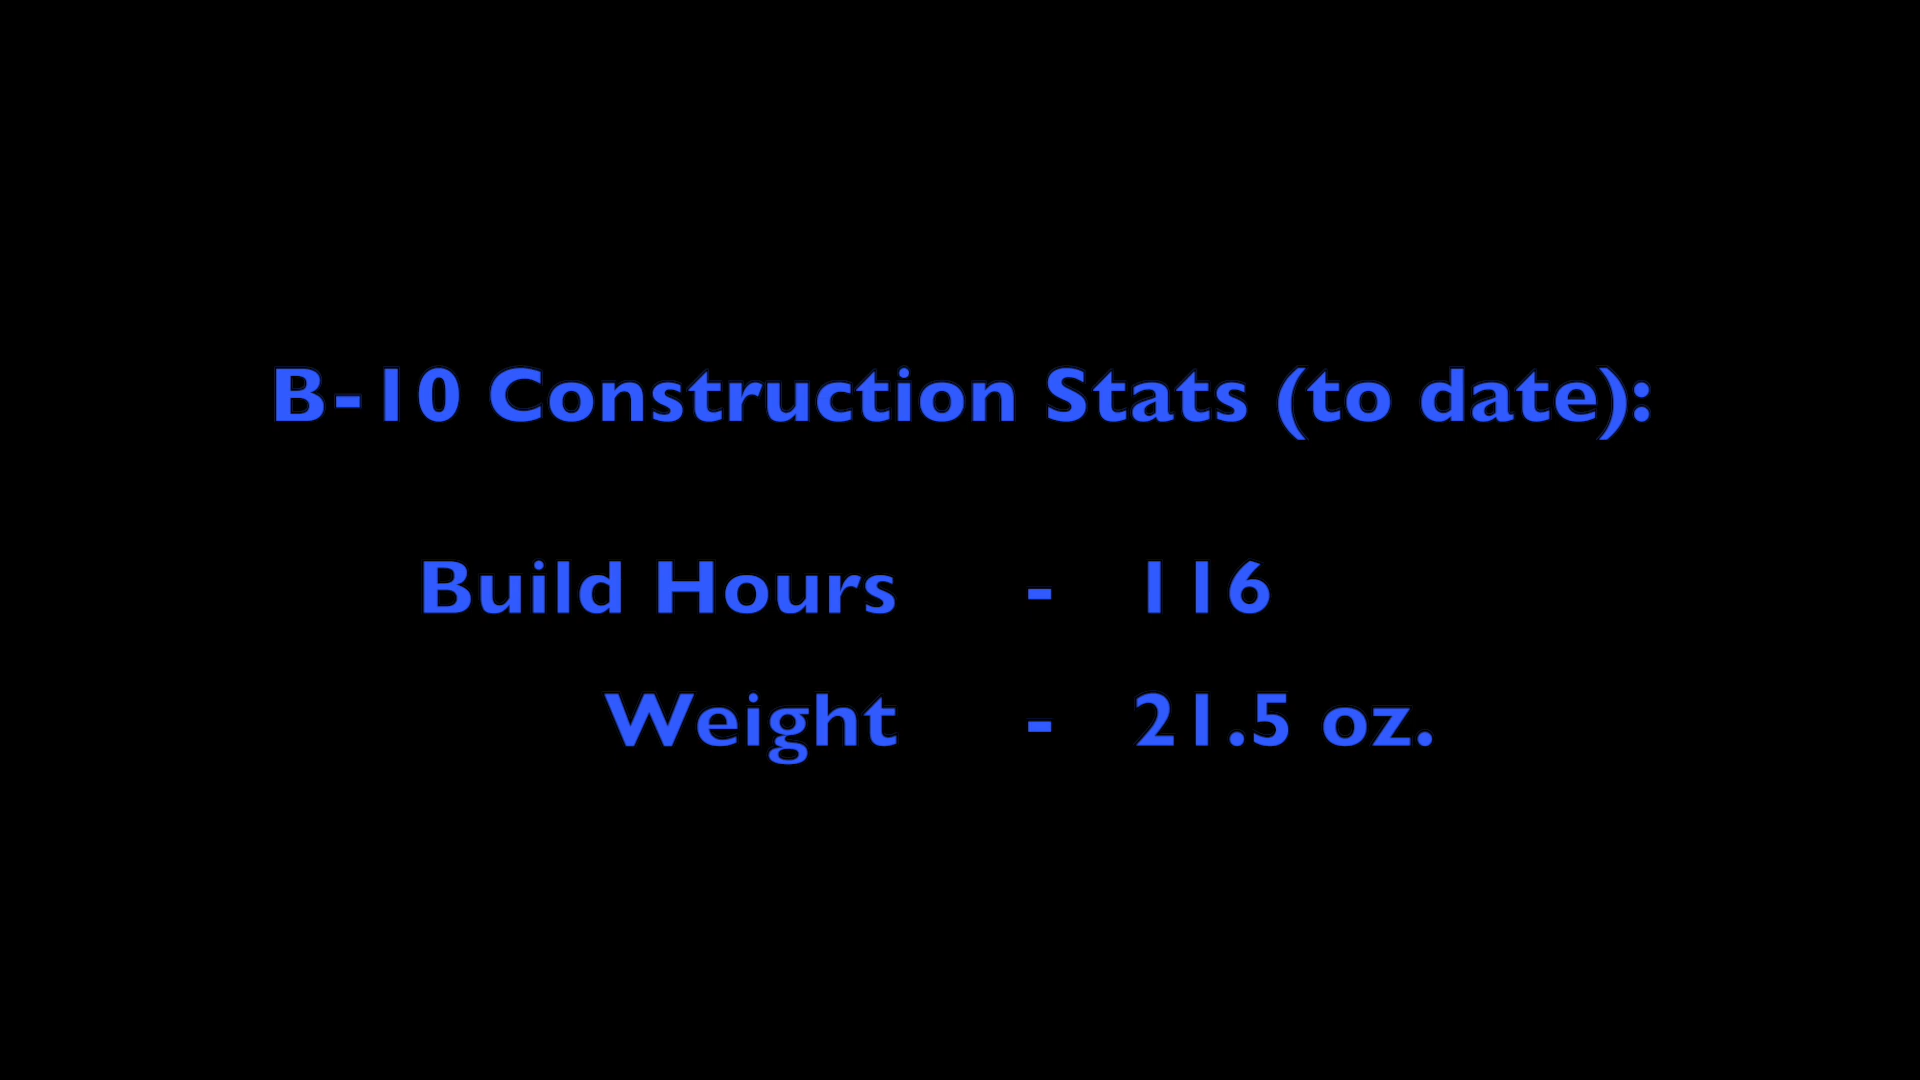 B-10 Construction Stats (to date):
Build Hours - 116
Weight - 21.5 oz.